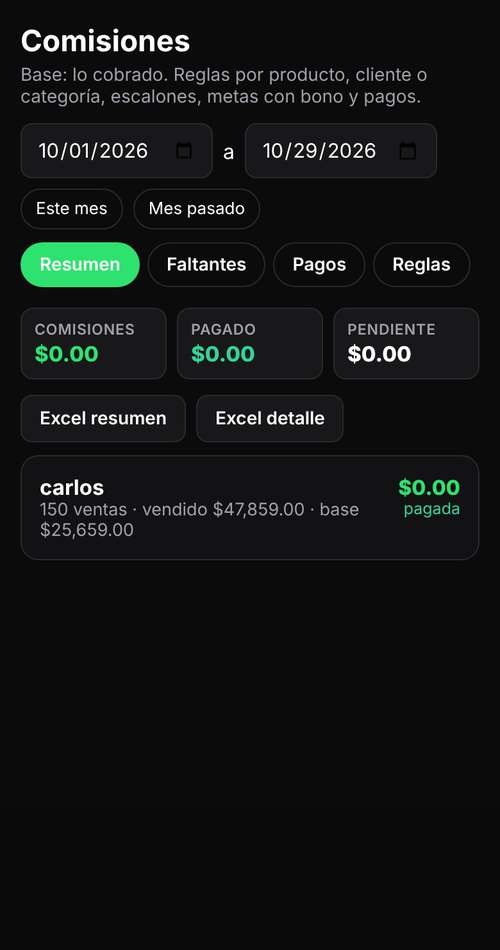 Comisiones
Base: lo cobrado. Reglas por producto, cliente o
categoría, escalones, metas con bono y pagos.
10/01/2026 a 10/29/2026
Este mes Mes pasado
Resumen Faltantes Pagos Reglas
COMISIONES PAGADO PENDIENTE
$0.00 $0.00 $0.00
Excel resumen Excel detalle
carlos $0.00
150 ventas · vendido $47,859.00 · base pagada
$25,659.00